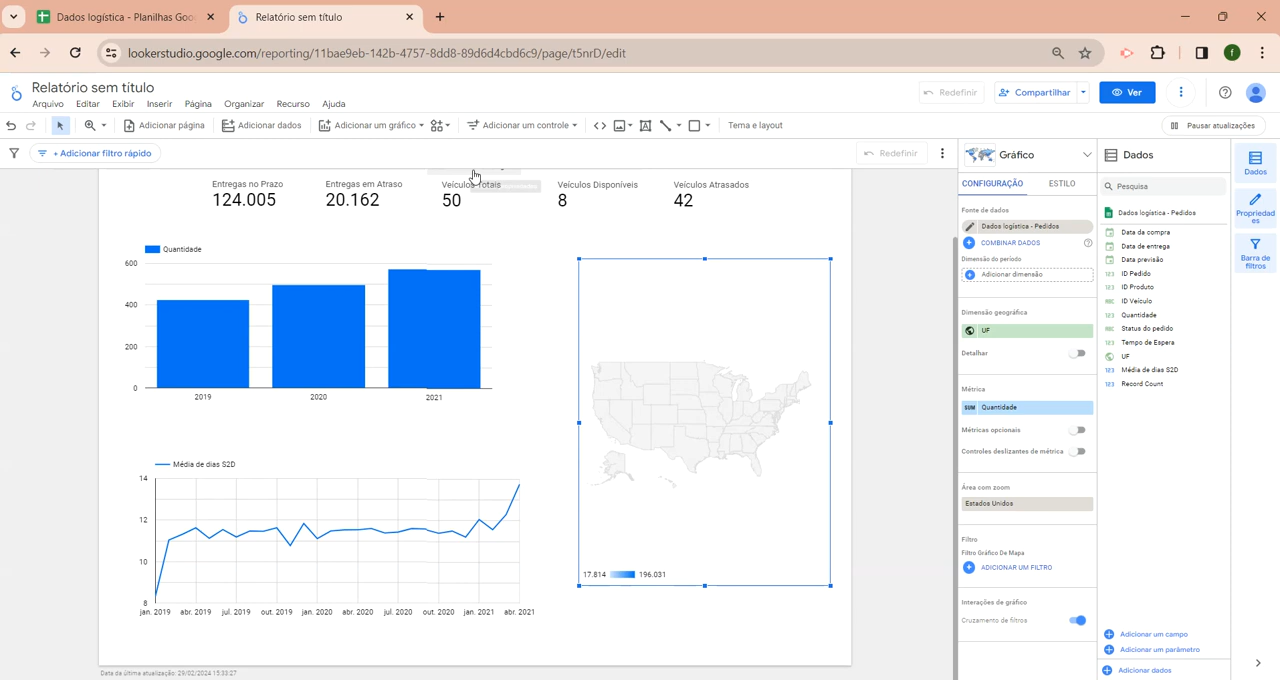 Dados logística - Planilhas Goo
Relatório sem título
lookerstudio.google.com/reporting/11bae9eb-142b-4757-8dd8-89d6d4cbd6c9/page/t5nrD/edit
f
Relatório sem título
Arquivo Editar Exibir Inserir Página Organizar Recurso Ajuda
Redefinir
Compartilhar
Ver
Adicionar página
Adicionar dados
Adicionar um gráfico
Adicionar um controle
Tema e layout
Pausar atualizações
+ Adicionar filtro rápido
Redefinir
Entregas no Prazo
124.005
Entregas em Atraso
20.162
Veículos Totais
50
Veículos Disponíveis
8
Veículos Atrasados
42
Quantidade
600
400
200
0
2019 2020 2021
Média de dias S2D
14
12
10
8
jan. 2019 abr. 2019 jul. 2019 out. 2019 jan. 2020 abr. 2020 jul. 2020 out. 2020 jan. 2021 abr. 2021
17.814 196.031
Data da última atualização: 29/02/2024 15:33:27
Gráfico
CONFIGURAÇÃO ESTILO
Fonte de dados
Dados logística - Pedidos
COMBINAR DADOS
Dimensão do período
Adicionar dimensão
Dimensão geográfica
UF
Detalhar
Métrica
SUM Quantidade
Métricas opcionais
Controles deslizantes de métrica
Área com zoom
Estados Unidos
Filtro
Filtro Gráfico De Mapa
ADICIONAR UM FILTRO
Interações de gráfico
Cruzamento de filtros
Dados
Pesquisa
Dados logística - Pedidos
Data da compra
Data de entrega
Data previsão
123 ID Pedido
123 ID Produto
RBC ID Veículo
123 Quantidade
RBC Status do pedido
123 Tempo de Espera
UF
123 Média de dias S2D
123 Record Count
Adicionar um campo
Adicionar um parâmetro
Adicionar dados
Dados
Propriedad
es
Barra de
filtros